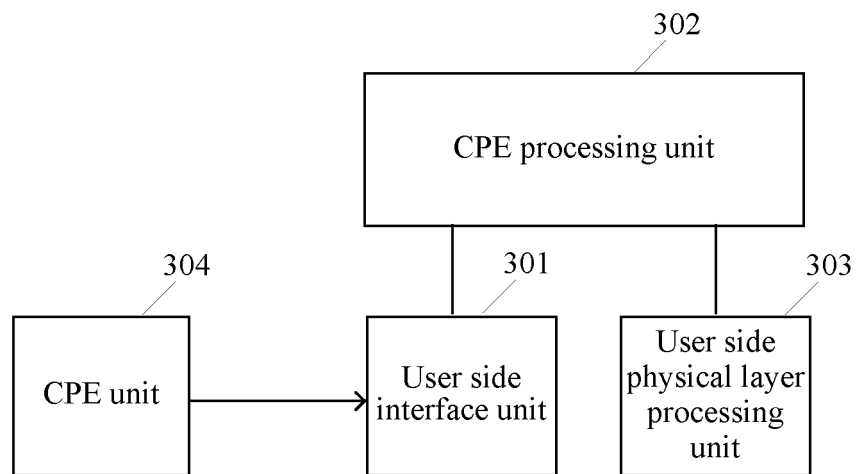 302
CPE processing unit
304
301
303
CPE unit
User side
interface unit
User side
physical layer
processing
unit